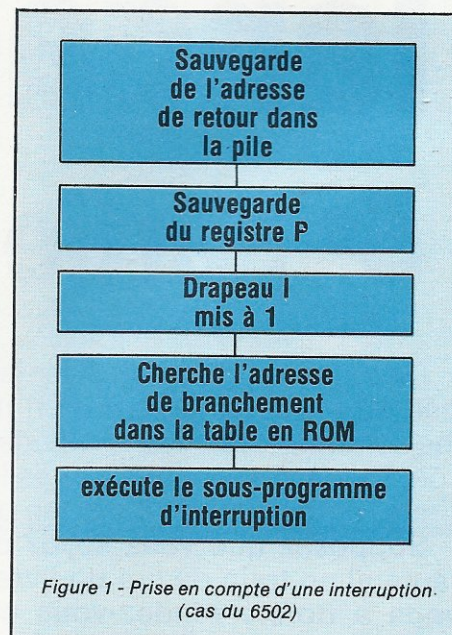 Sauvegarde
de l'adresse
de retour dans
la pile
Sauvegarde
du registre P
Drapeau I
mis à 1
Cherche l'adresse
de branchement
dans la table en ROM
exécute le sous-programme
d'interruption
Figure 1 - Prise en compte d'une interruption.
(cas du 6502)